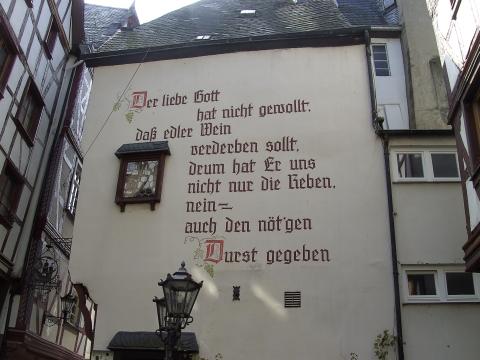 Der liebe Gott
hat nicht gewollt,
daß edler Wein
verderben sollt,
drum hat Er uns
nicht nur die Reben,
nein –
auch den nöt'gen
Durst gegeben